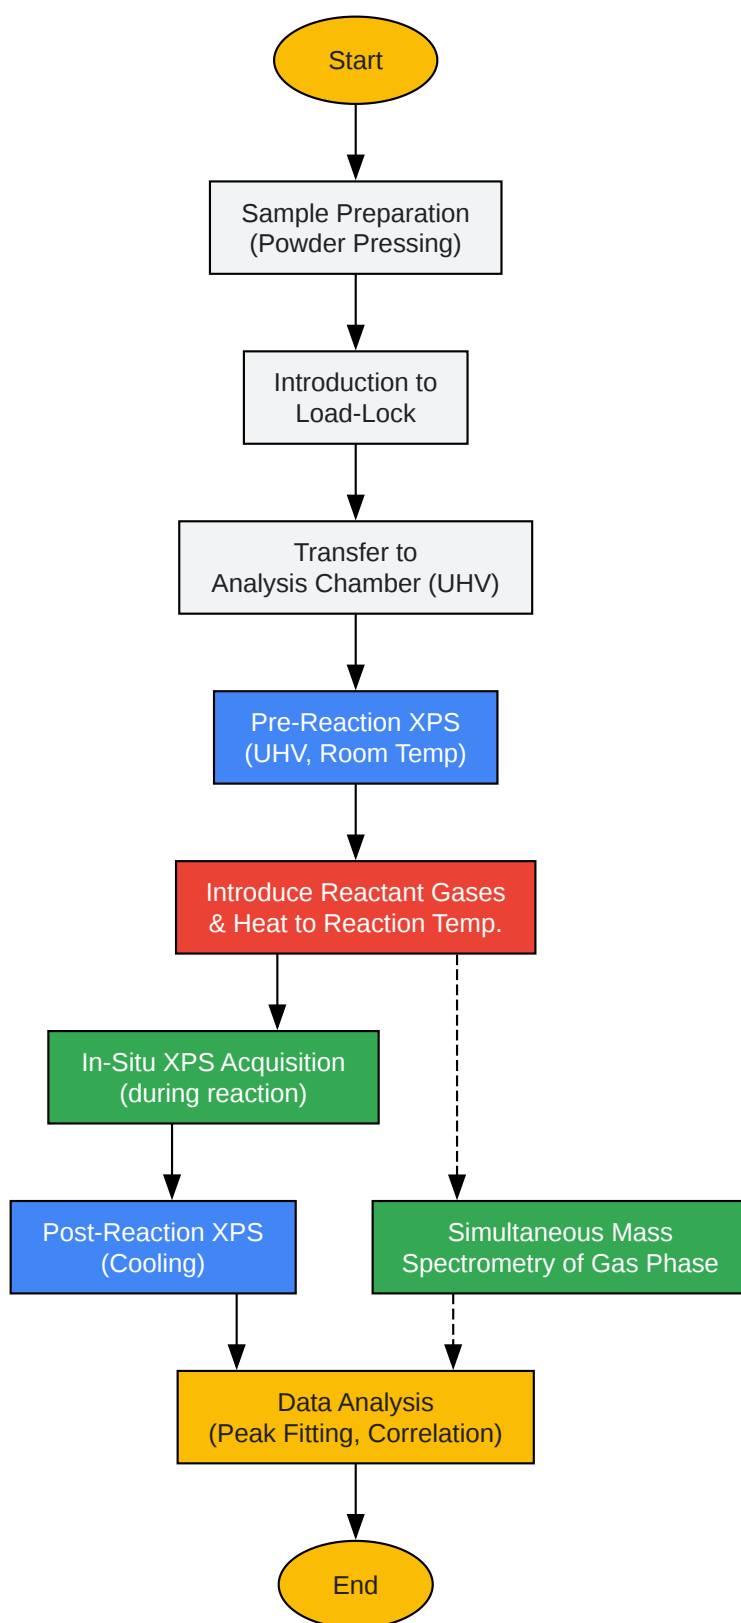 Start
Sample Preparation
(Powder Pressing)
Introduction to
Load-Lock
Transfer to
Analysis Chamber (UHV)
Pre-Reaction XPS
(UHV, Room Temp)
Introduce Reactant Gases
& Heat to Reaction Temp.
In-Situ XPS Acquisition
(during reaction)
Post-Reaction XPS
(Cooling)
Simultaneous Mass
Spectrometry of Gas Phase
Data Analysis
(Peak Fitting, Correlation)
End